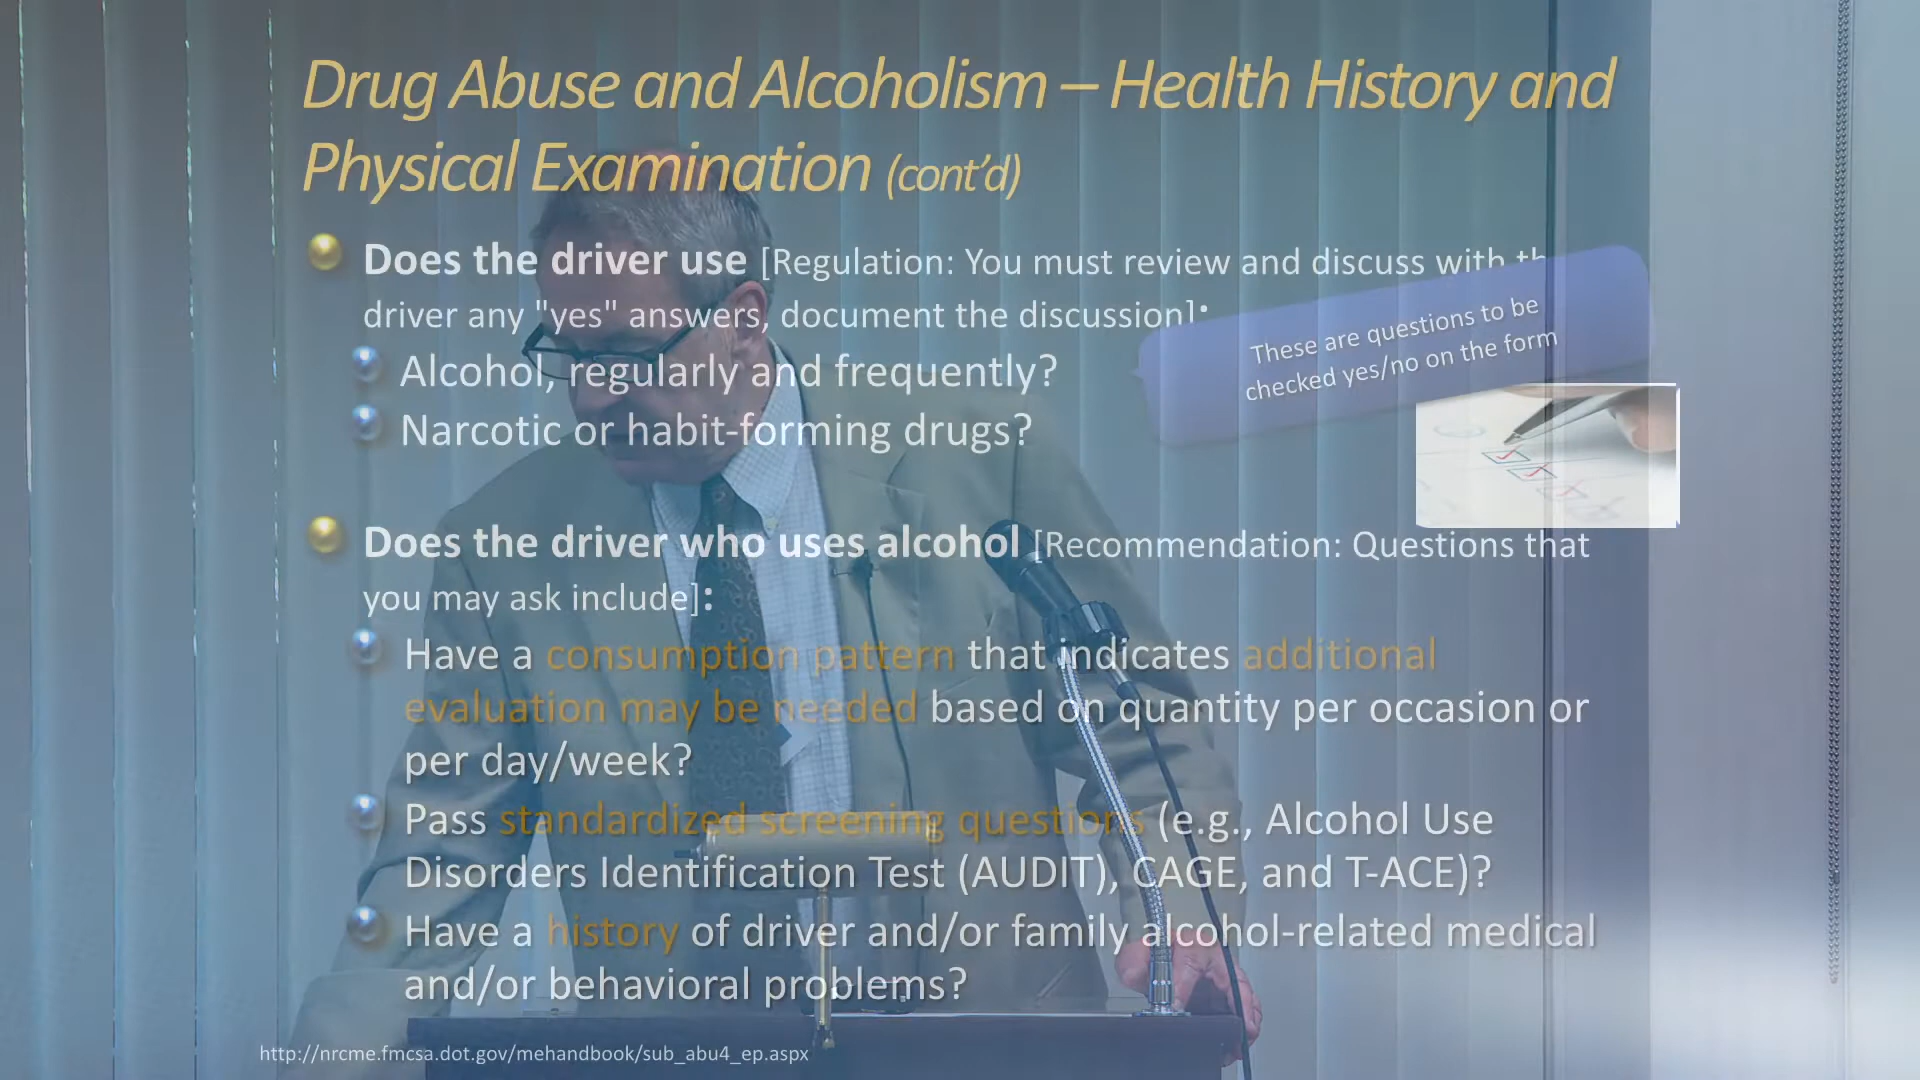 Drug Abuse and Alcoholism – Health History and
Physical Examination (cont’d)
Does the driver use [Regulation: You must review and discuss with
driver any "yes" answers, document the discussion]:
These are questions to be
checked yes/no on the form
Alcohol, regularly and frequently?
Narcotic or habit-forming drugs?
Does the driver who uses alcohol [Recommendation: Questions that
you may ask include]:
Have a consumption pattern that indicates additional
evaluation may be needed based on quantity per occasion or
per day/week?
Pass standardized screening questions (e.g., Alcohol Use
Disorders Identification Test (AUDIT), CAGE, and T-ACE)?
Have a history of driver and/or family alcohol-related medical
and/or behavioral problems?
http://nrcme.fmcsa.dot.gov/mehandbook/sub_abu4_ep.aspx